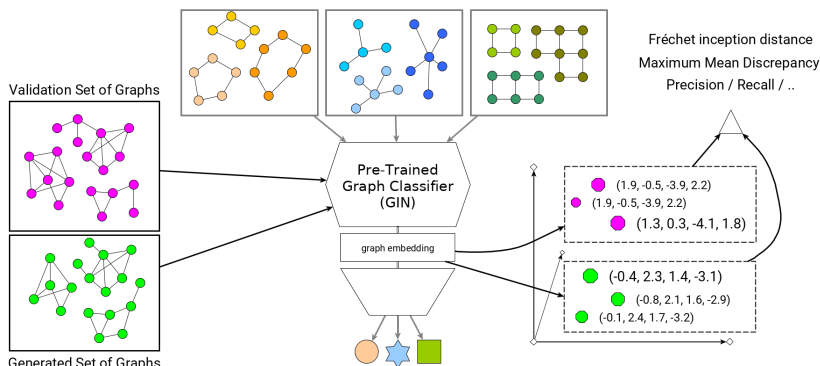 Fréchet inception distance
Maximum Mean Discrepancy
Precision / Recall / ..
Validation Set of Graphs
Pre-Trained
Graph Classifier
(GIN)
(1.9, -0.5, -3.9, 2.2)
(1.9, -0.5, -3.9, 2.2)
(1.3, 0.3, -4.1, 1.8)
graph embedding
(-0.4, 2.3, 1.4, -3.1)
(-0.8, 2.1, 1.6, -2.9)
(-0.1, 2.4, 1.7, -3.2)
Generated Set of Graphs